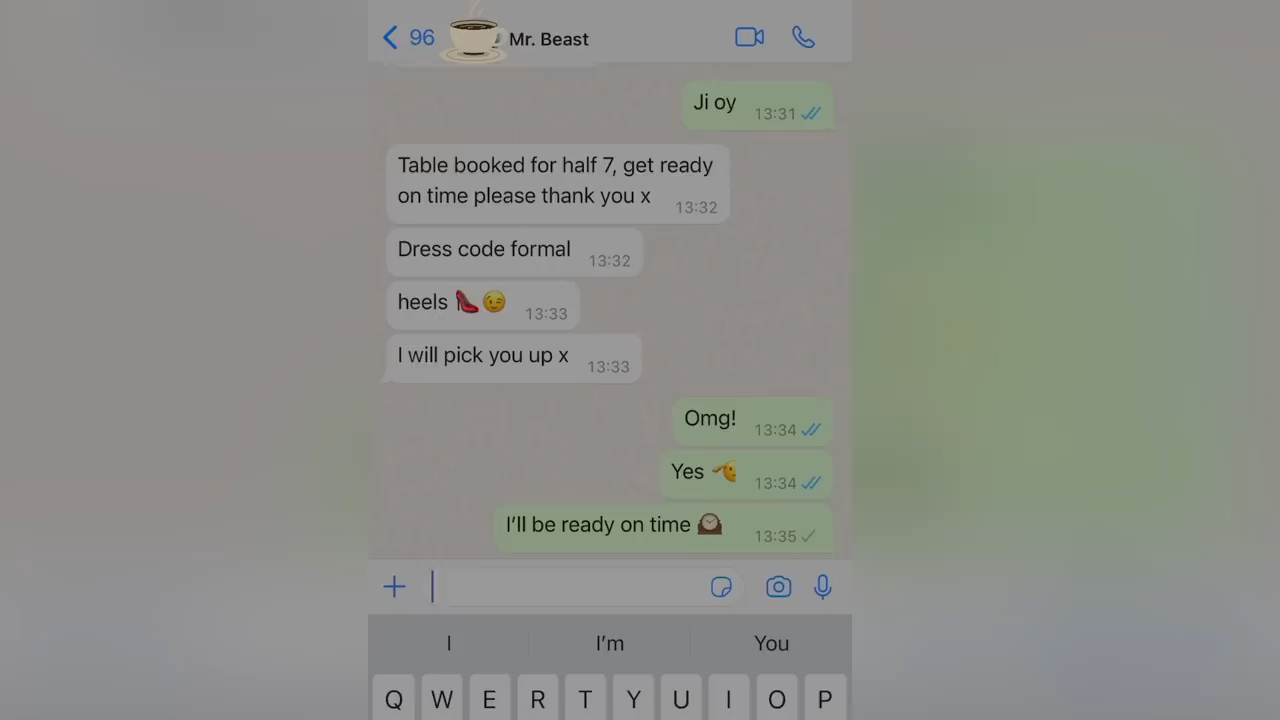 96 Mr. Beast
Ji oy 13:31
Table booked for half 7, get ready
on time please thank you x 13:32
Dress code formal 13:32
heels 👠😉 13:33
I will pick you up x 13:33
Omg! 13:34
Yes 🫡 13:34
I'll be ready on time 🕰️ 13:35
I I'm You
Q W E R T Y U I O P